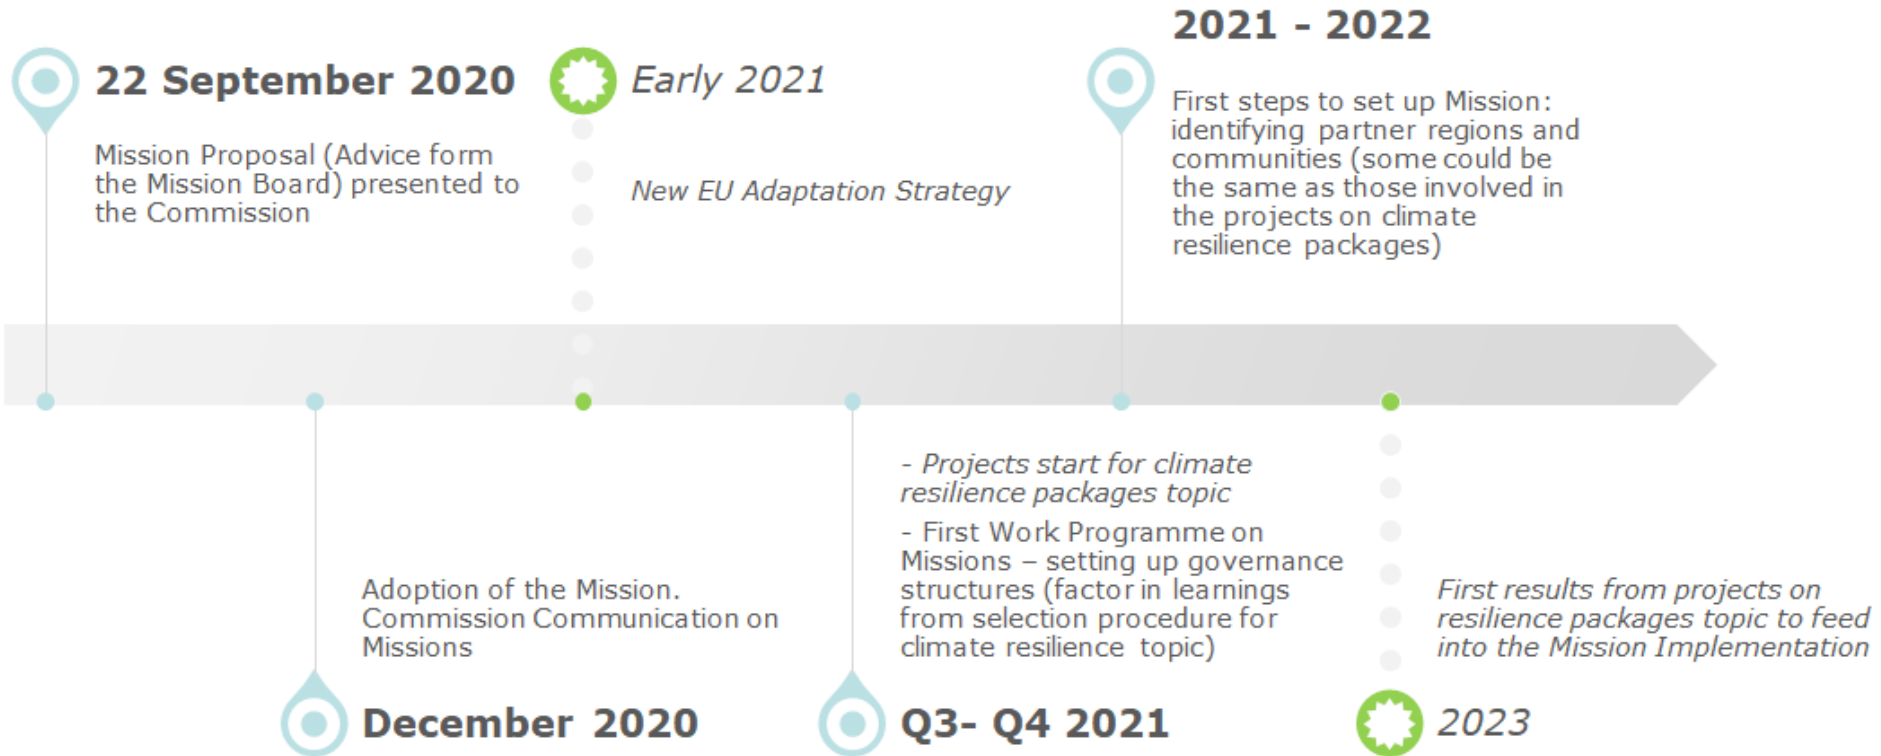 22 September 2020
Mission Proposal (Advice form
the Mission Board) presented to
the Commission
Early 2021
New EU Adaptation Strategy
2021 - 2022
First steps to set up Mission:
identifying partner regions and
communities (some could be
the same as those involved in
the projects on climate
resilience packages)
Adoption of the Mission.
Commission Communication on
Missions
December 2020
- Projects start for climate
resilience packages topic
- First Work Programme on
Missions – setting up governance
structures (factor in learnings
from selection procedure for
climate resilience topic)
Q3- Q4 2021
First results from projects on
resilience packages topic to feed
into the Mission Implementation
2023